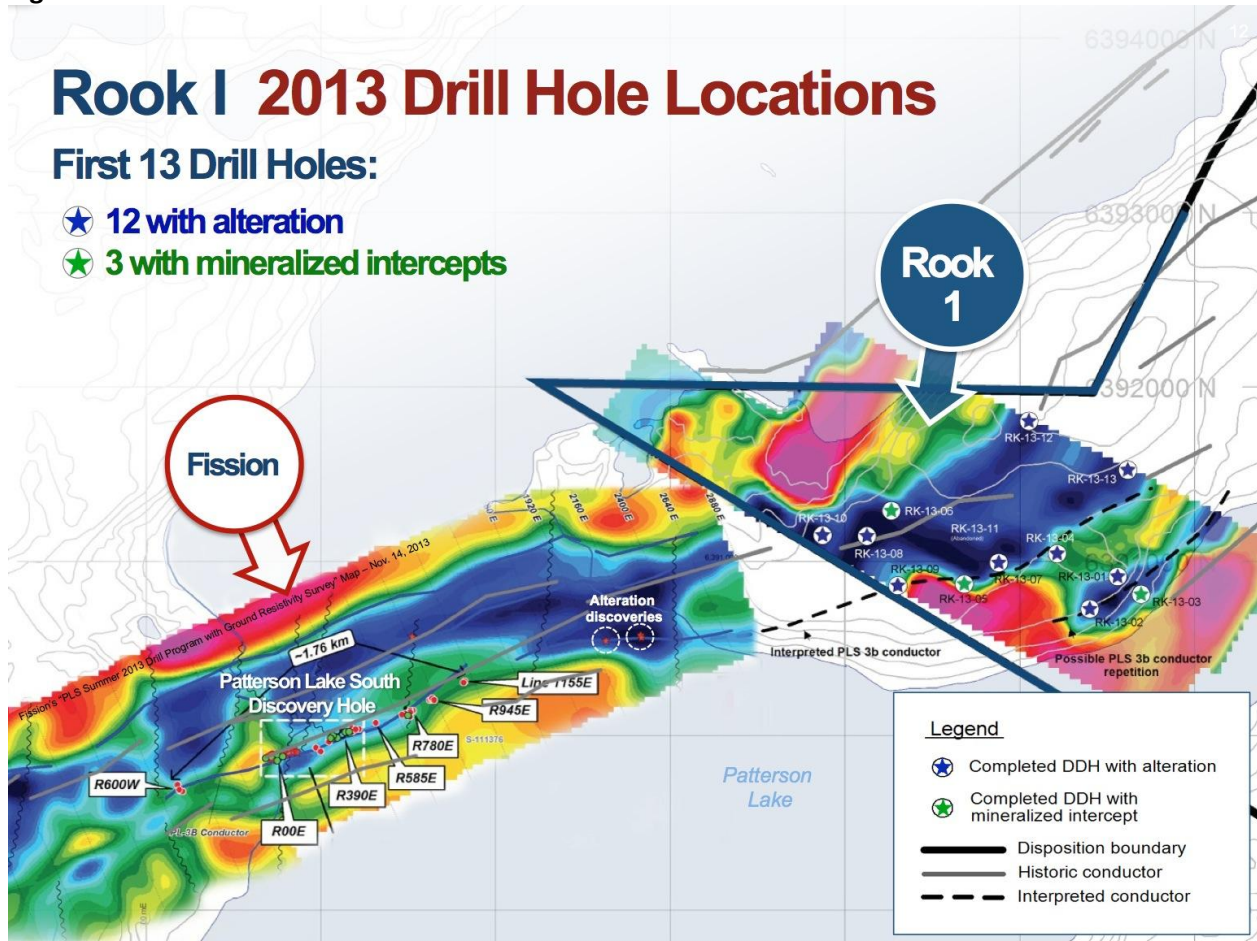 6394000 N
12
Rook I 2013 Drill Hole Locations
First 13 Drill Holes:
12 with alteration
3 with mineralized intercepts
6393000 N
Rook
1
6392000 N
Fission
RK-13-12
RK-13-13
RK-13-06
RK-13-10
RK-13-11
(Abandoned)
RK-13-08
RK-13-04
RK-13-09
RK-13-07
RK-13-01
RK-13-05
RK-13-03
RK-13-02
1920 E
2160 E
2400 E
2640 E
2880 E
Fission's "PLS Summer 2013 Drill Program with Ground Resistivity Survey" Map – Nov. 14, 2013
Alteration
discoveries
Interpreted PLS 3b conductor
Possible PLS 3b conductor
repetition
~1.76 km
Patterson Lake South
Discovery Hole
Line 1155E
R945E
S-111376
R780E
R585E
R600W
R390E
R00E
PL-3B Conductor
Patterson
Lake
Legend
Completed DDH with alteration
Completed DDH with
mineralized intercept
Disposition boundary
Historic conductor
Interpreted conductor